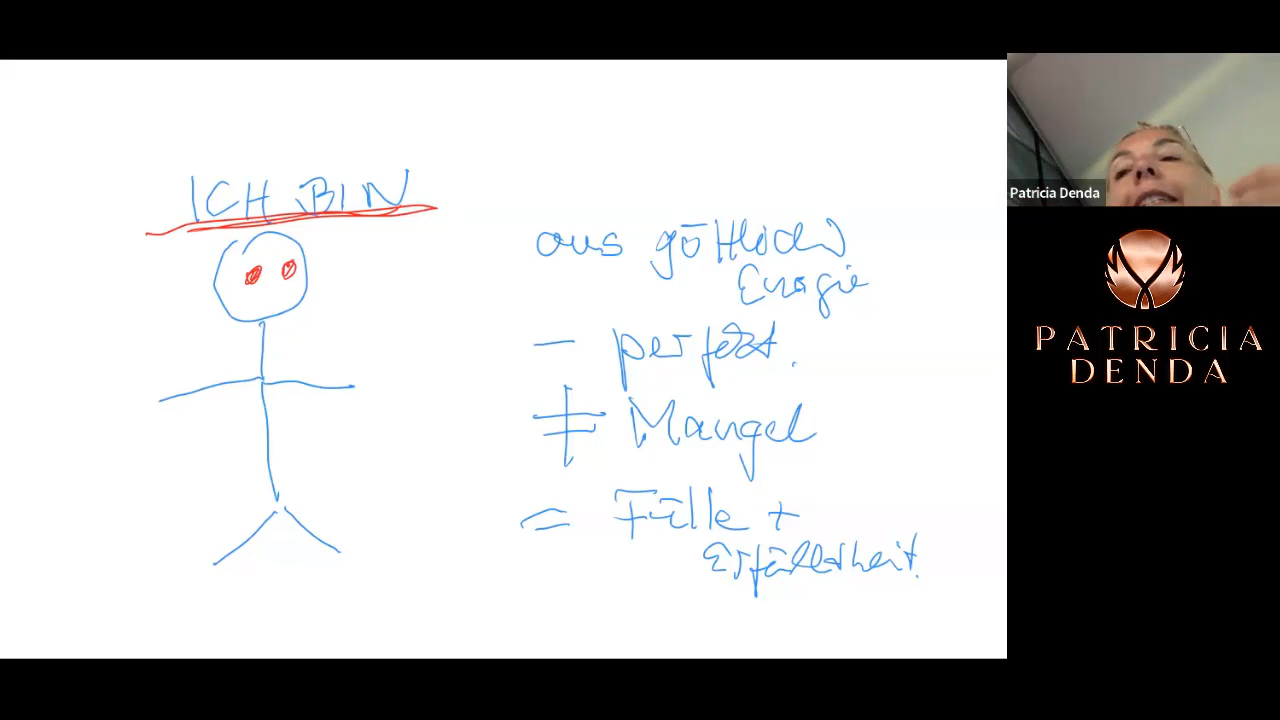 ICH BIN
aus göttlicher
Energie
- perfekt.
≠ Mangel
= Fülle +
Erfülltheit.
Patricia Denda
PATRICIA
DENDA